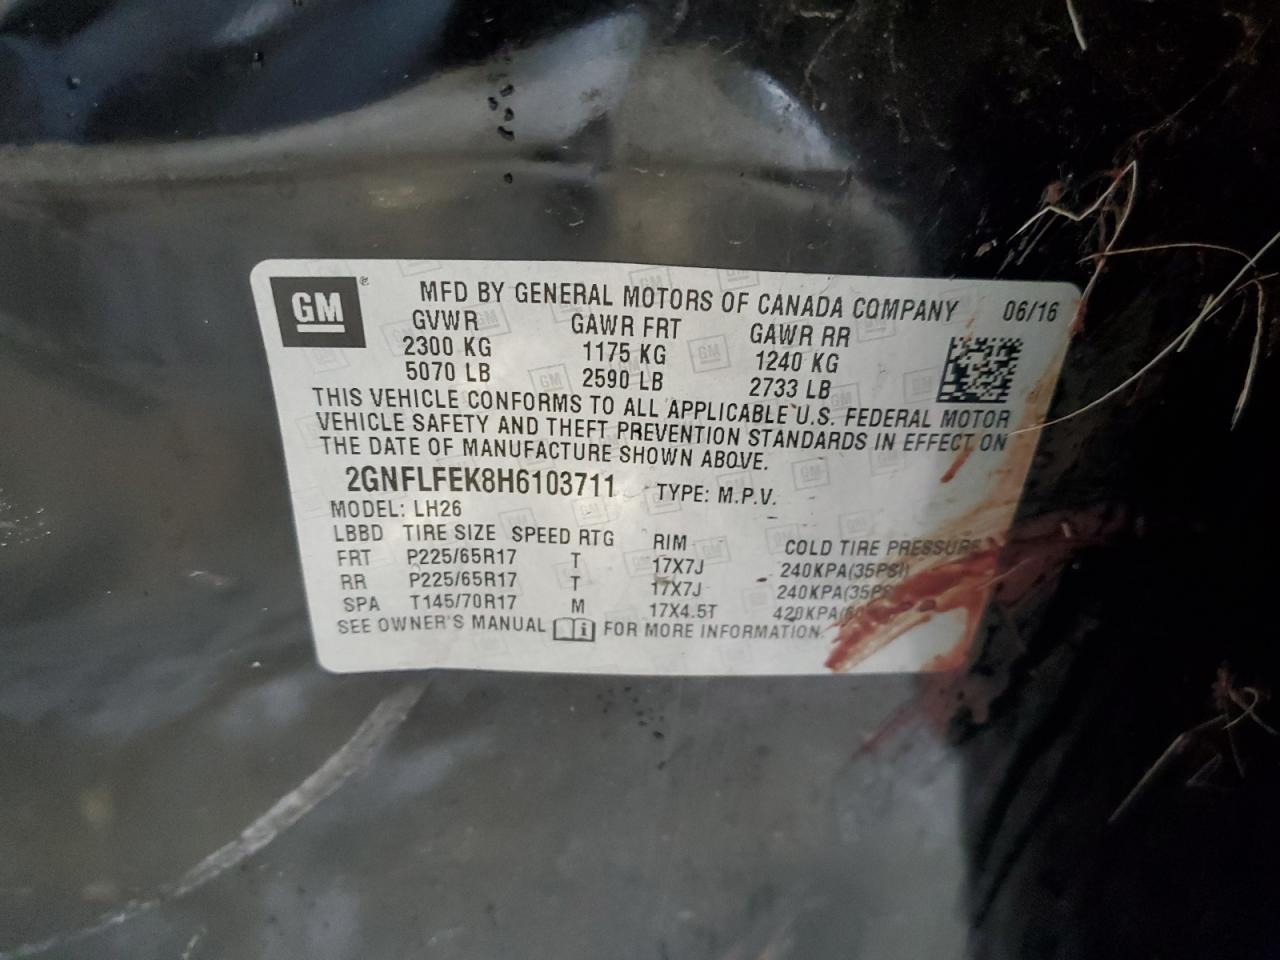 GM ® MFD BY GENERAL MOTORS OF CANADA COMPANY 06/16
GVWR GAWR FRT GAWR RR
2300 KG 1175 KG 1240 KG
5070 LB 2590 LB 2733 LB
THIS VEHICLE CONFORMS TO ALL APPLICABLE U.S. FEDERAL MOTOR
VEHICLE SAFETY AND THEFT PREVENTION STANDARDS IN EFFECT ON
THE DATE OF MANUFACTURE SHOWN ABOVE.
2GNFLFEK8H6103711 TYPE: M.P.V.
MODEL: LH26
LBBD TIRE SIZE SPEED RTG RIM COLD TIRE PRESSURE
FRT P225/65R17 T 17X7J 240KPA(35PSI)
RR P225/65R17 T 17X7J 240KPA(35PS
SPA T145/70R17 M 17X4.5T 420KPA(
SEE OWNER'S MANUAL FOR MORE INFORMATION.